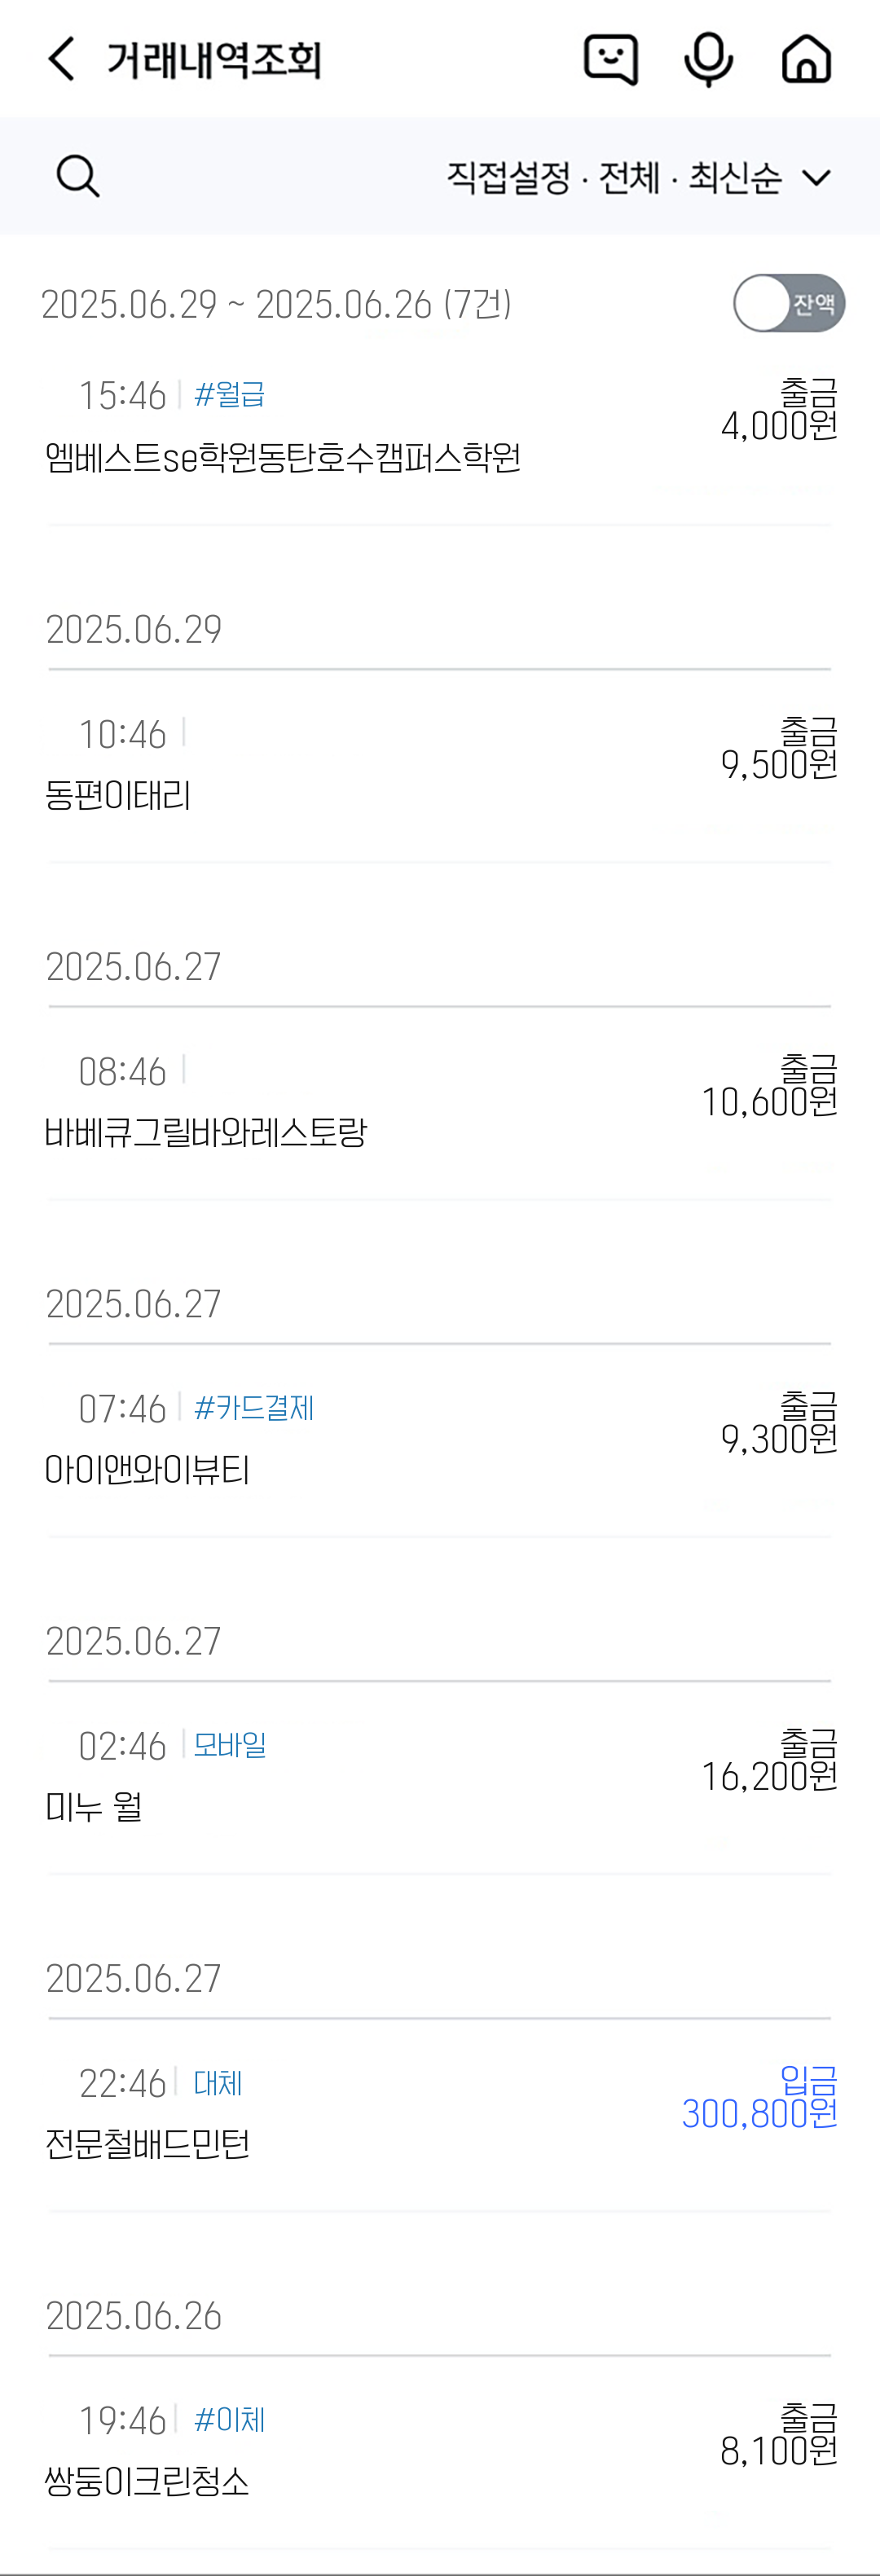 거래내역조회
직접설정 · 전체 · 최신순
2025.06.29 ~ 2025.06.26 (7건)
잔액
15:46 #월급
출금
4,000원
엠베스트se학원동탄호수캠퍼스학원
2025.06.29
10:46
출금
9,500원
동편이태리
2025.06.27
08:46
출금
10,600원
바베큐그릴바와레스토랑
2025.06.27
07:46 #카드결제
출금
9,300원
아이앤와이뷰티
2025.06.27
02:46 모바일
출금
16,200원
미누 월
2025.06.27
22:46 대체
입금
300,800원
전문철배드민턴
2025.06.26
19:46 #이체
출금
8,100원
쌍둥이크린청소